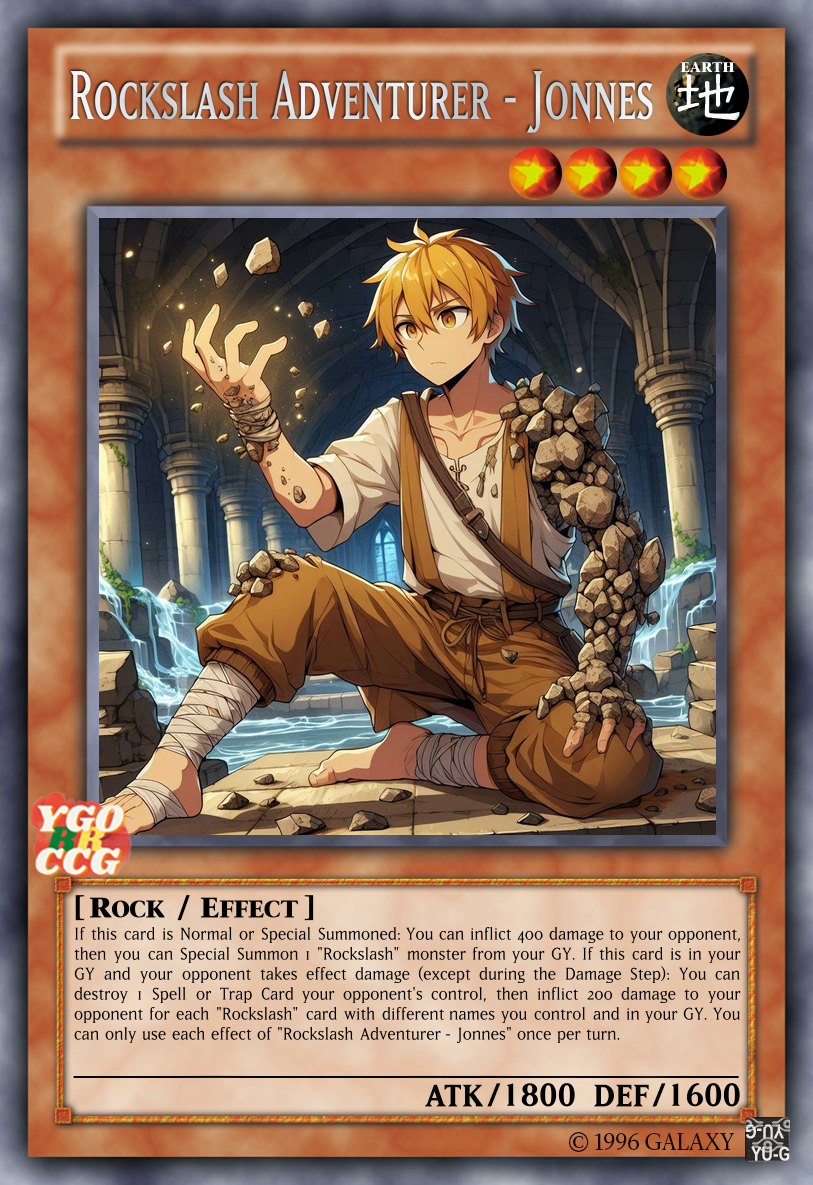 Rockslash Adventurer - Jonnes
EARTH
地
[ Rock / Effect ]
If this card is Normal or Special Summoned: You can inflict 400 damage to your opponent,
then you can Special Summon 1 "Rockslash" monster from your GY. If this card is in your
GY and your opponent takes effect damage (except during the Damage Step): You can
destroy 1 Spell or Trap Card your opponent's control, then inflict 200 damage to your
opponent for each "Rockslash" card with different names you control and in your GY. You
can only use each effect of "Rockslash Adventurer - Jonnes" once per turn.
ATK/1800 DEF/1600
YGO
BR
CCG
© 1996 GALAXY
YU-G